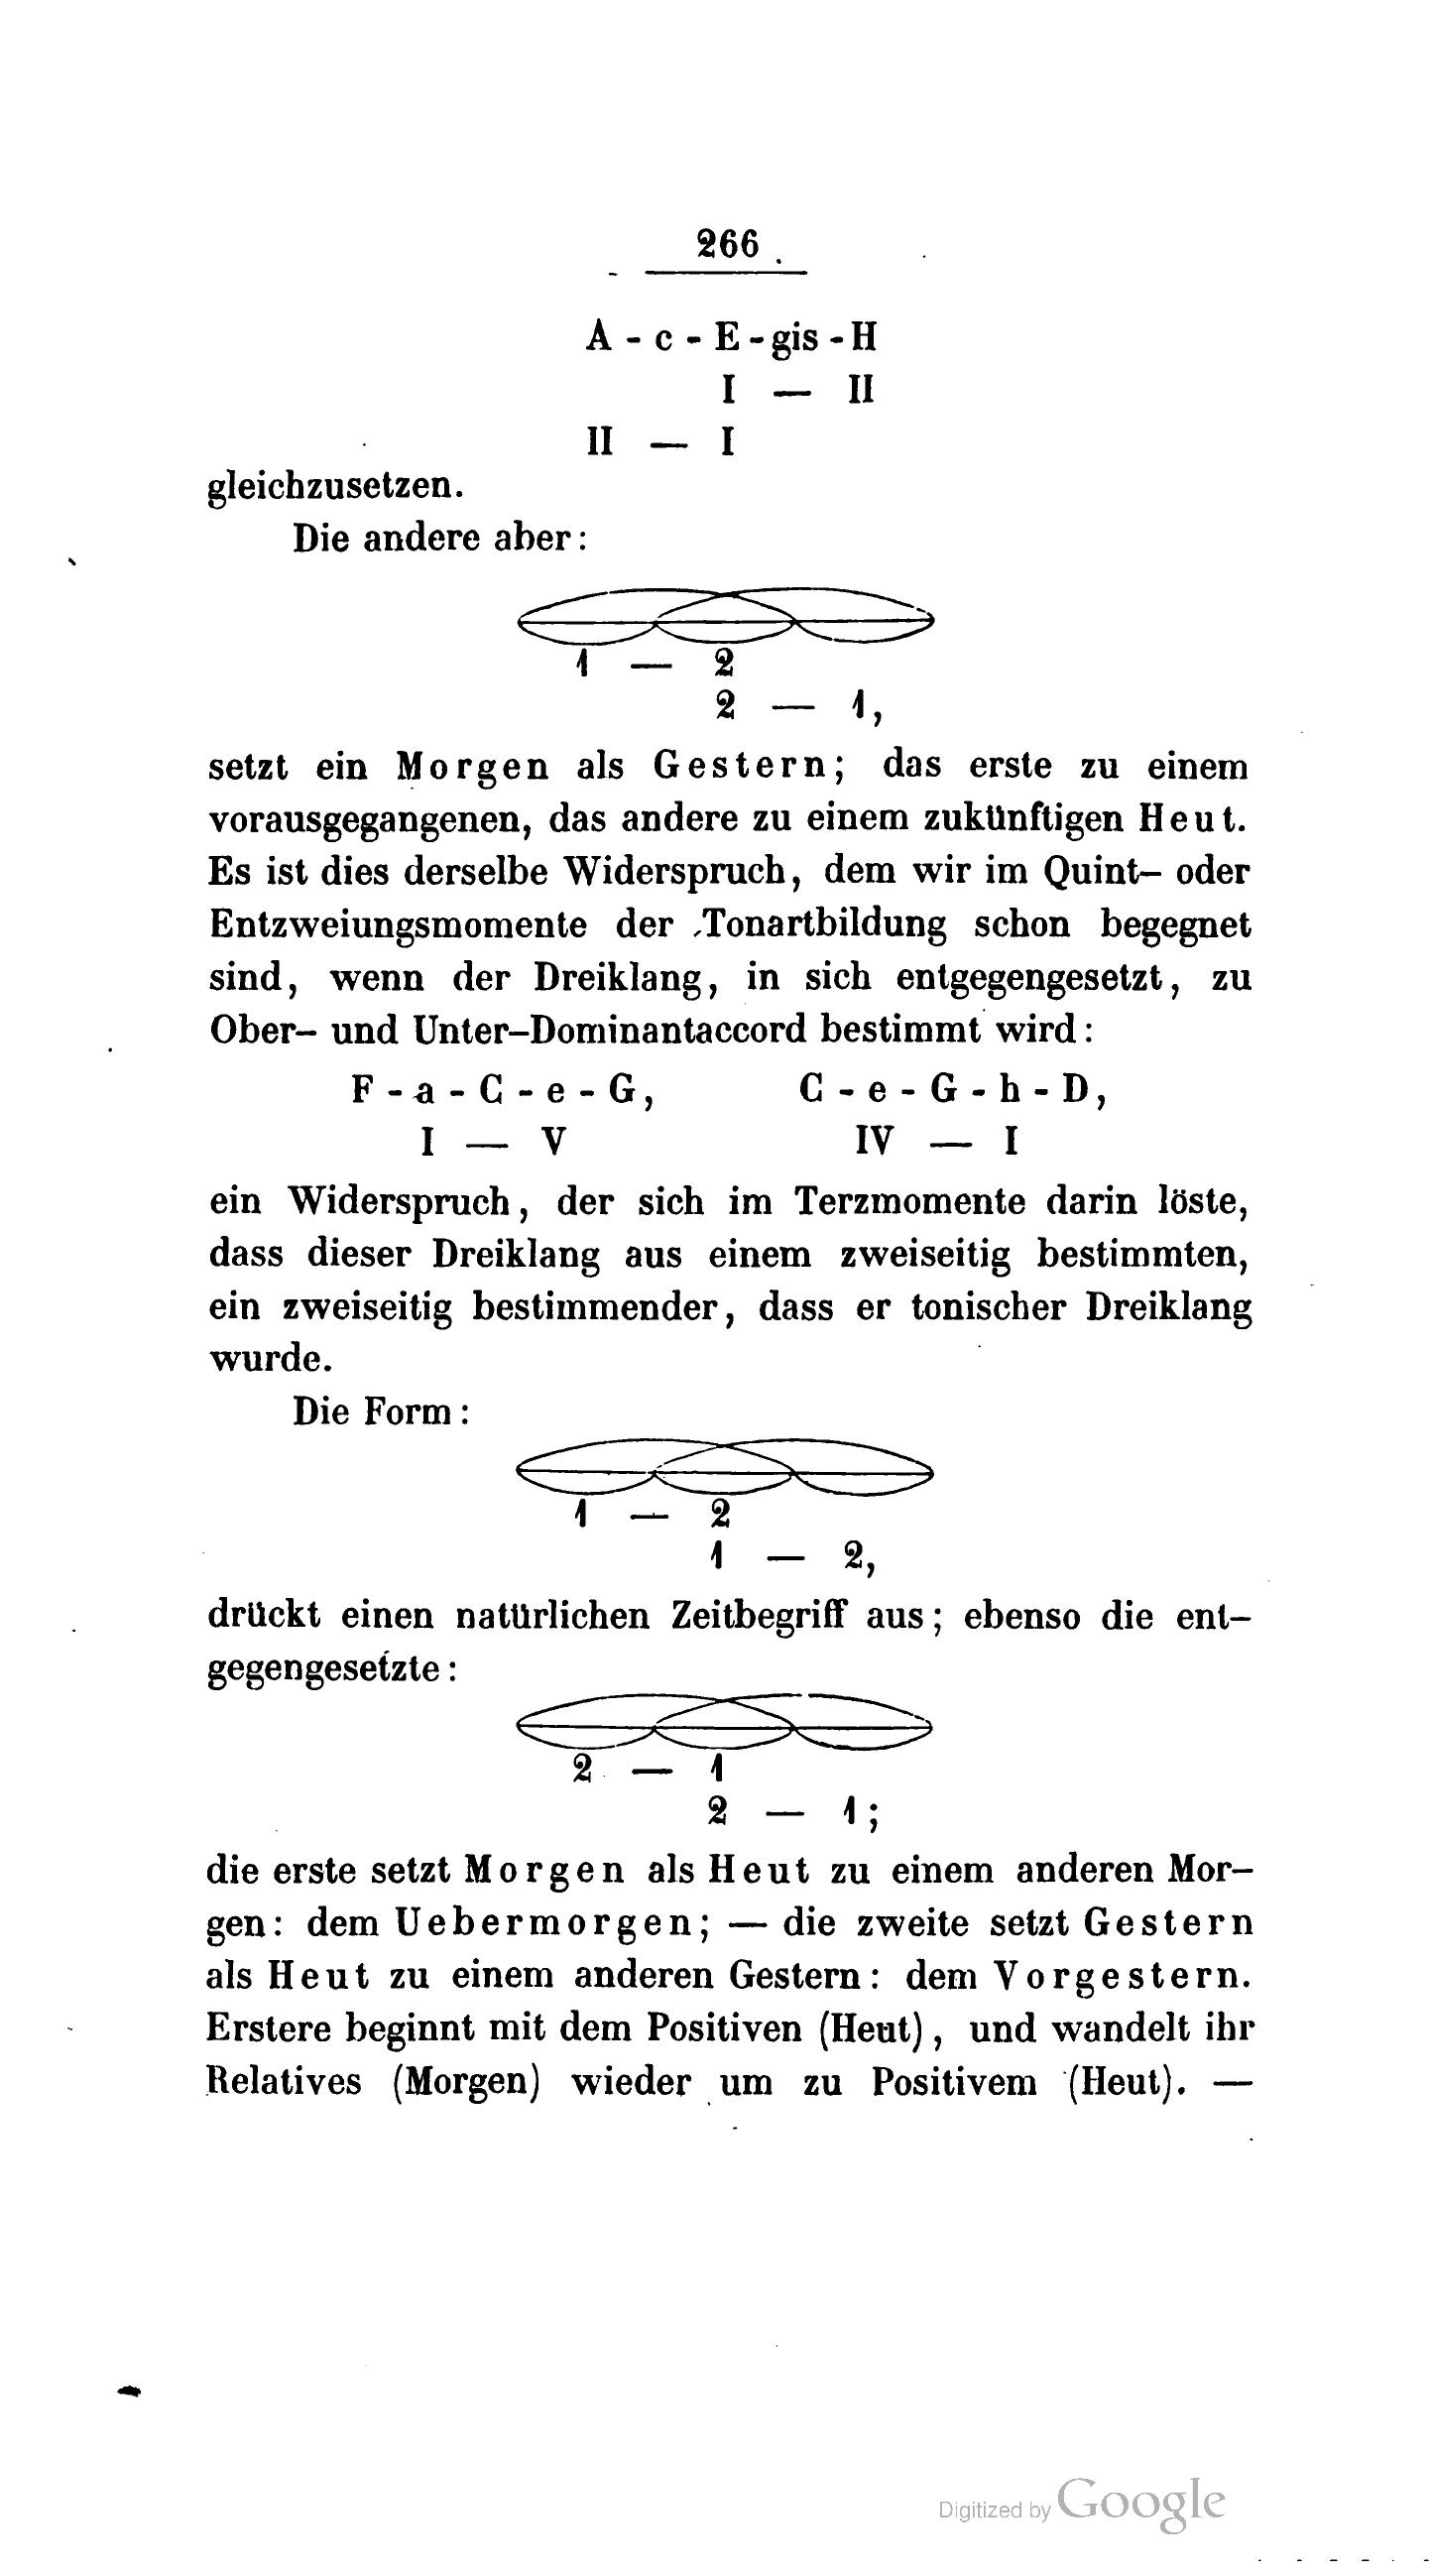 266
A - c - E - gis - H
I — II
II — I
gleichzusetzen.
Die andere aber:
1 — 2
2 — 1,
setzt ein Morgen als Gestern; das erste zu einem
vorausgegangenen, das andere zu einem zukünftigen Heut.
Es ist dies derselbe Widerspruch, dem wir im Quint- oder
Entzweiungsmomente der Tonartbildung schon begegnet
sind, wenn der Dreiklang, in sich entgegengesetzt, zu
Ober- und Unter-Dominantaccord bestimmt wird:
F - a - C - e - G, C - e - G - h - D,
I — V IV — I
ein Widerspruch, der sich im Terzmomente darin löste,
dass dieser Dreiklang aus einem zweiseitig bestimmten,
ein zweiseitig bestimmender, dass er tonischer Dreiklang
wurde.
Die Form:
1 — 2
1 — 2,
drückt einen natürlichen Zeitbegriff aus; ebenso die ent-
gegengesetzte:
2 — 1
2 — 1;
die erste setzt Morgen als Heut zu einem anderen Mor-
gen: dem Uebermorgen; — die zweite setzt Gestern
als Heut zu einem anderen Gestern: dem Vorgestern.
Erstere beginnt mit dem Positiven (Heut), und wandelt ihr
Relatives (Morgen) wieder um zu Positivem (Heut). —
Digitized by Google